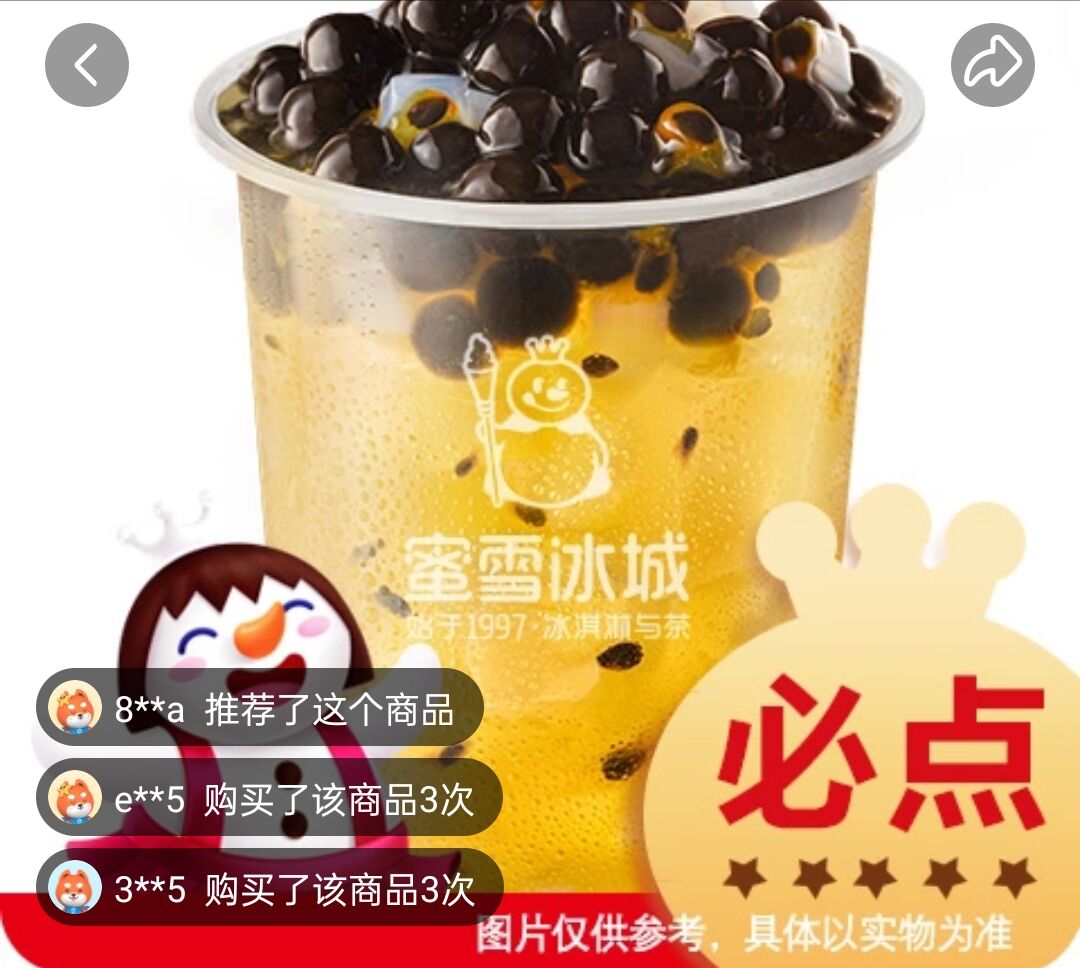 蜜雪冰城
始于1997·冰淇淋与茶
必点
8**a 推荐了这个商品
e**5 购买了该商品3次
3**5 购买了该商品3次
图片仅供参考，具体以实物为准